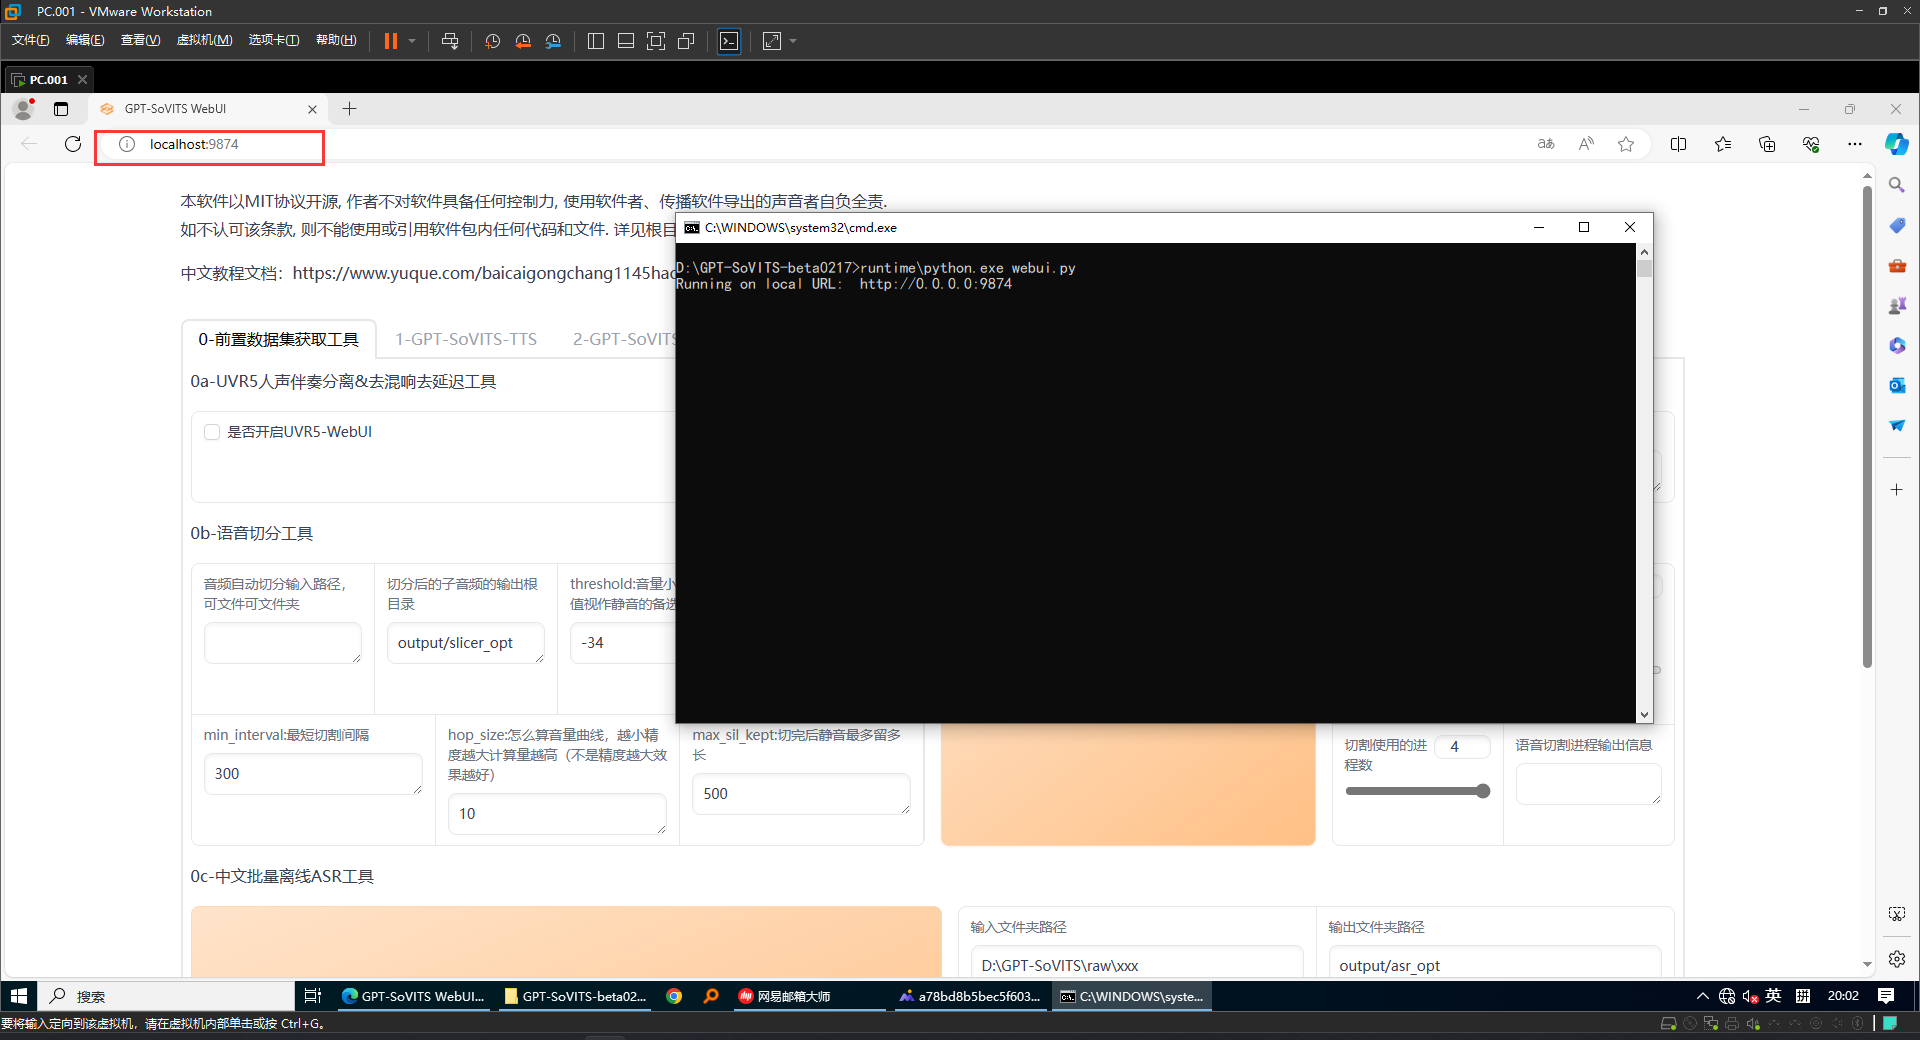 PC.001 - VMware Workstation
文件(F) 编辑(E) 查看(V) 虚拟机(M) 选项卡(T) 帮助(H)
PC.001
GPT-SoVITS WebUI
localhost:9874
本软件以MIT协议开源, 作者不对软件具备任何控制力, 使用软件者、传播软件导出的声音者自负全责.
如不认可该条款, 则不能使用或引用软件包内任何代码和文件. 详见根目
中文教程文档：https://www.yuque.com/baicaigongchang1145hao
C:\WINDOWS\system32\cmd.exe
D:\GPT-SoVITS-beta0217>runtime\python.exe webui.py
Running on local URL:  http://0.0.0.0:9874
0-前置数据集获取工具 1-GPT-SoVITS-TTS 2-GPT-SoVITS
0a-UVR5人声伴奏分离&去混响去延迟工具
是否开启UVR5-WebUI
0b-语音切分工具
音频自动切分输入路径，
可文件可文件夹
切分后的子音频的输出根
目录
output/slicer_opt
threshold:音量小
值视作静音的备选
-34
min_interval:最短切割间隔
300
hop_size:怎么算音量曲线，越小精
度越大计算量越高（不是精度越大效
果越好）
10
max_sil_kept:切完后静音最多留多
长
500
切割使用的进
程数
4
语音切割进程输出信息
0c-中文批量离线ASR工具
输入文件夹路径
D:\GPT-SoVITS\raw\xxx
输出文件夹路径
output/asr_opt
搜索
GPT-SoVITS WebUI...
GPT-SoVITS-beta02...
网易邮箱大师
a78bd8b5bec5f603...
C:\WINDOWS\syste...
英 拼 20:02
要将输入定向到该虚拟机，请在虚拟机内部单击或按 Ctrl+G。